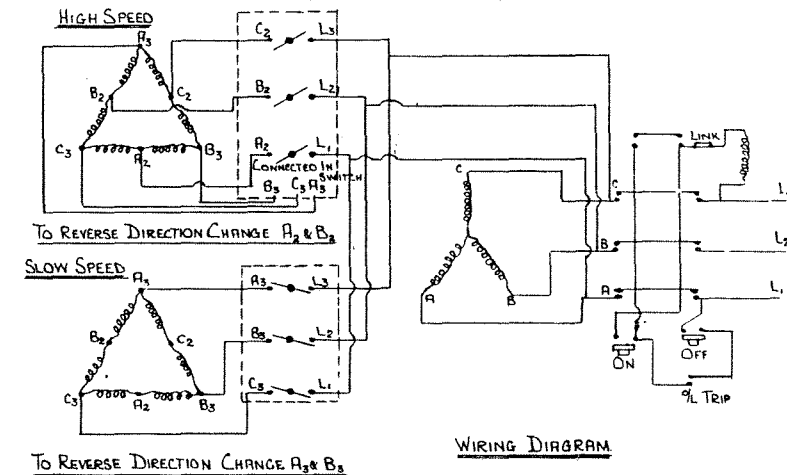 HIGH SPEED
A3
B2
C2
C3
A2
B3
C2
L3
B2
L2
A2
L1
CONNECTED IN
SWITCH
B3 C3 A3
TO REVERSE DIRECTION CHANGE A2 & B2
SLOW SPEED
A3
B2
C2
C3
A2
B3
A3
L3
B3
L2
C3
L1
TO REVERSE DIRECTION CHANGE A3 & B3
C
A
B
C
B
A
LINK
L
L2
L1
ON
OFF
O/L TRIP
WIRING DIAGRAM